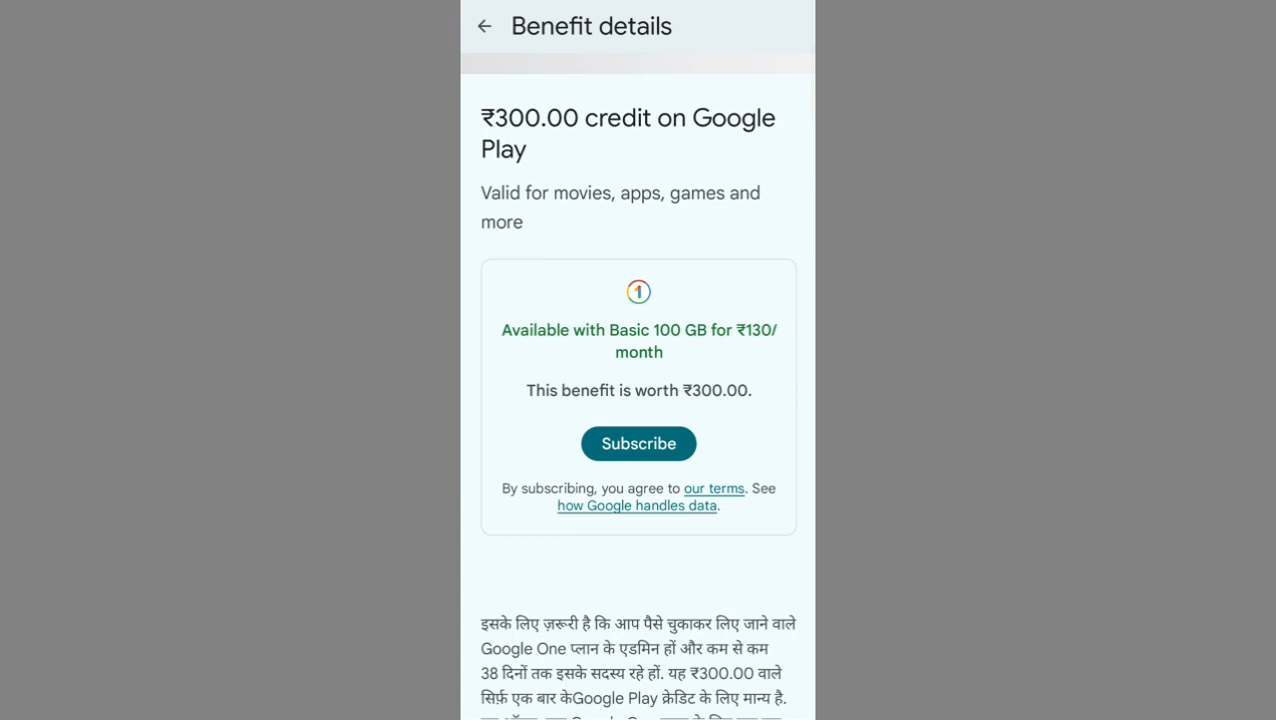 Benefit details
₹300.00 credit on Google
Play
Valid for movies, apps, games and
more
1
Available with Basic 100 GB for ₹130/
month
This benefit is worth ₹300.00.
Subscribe
By subscribing, you agree to our terms. See
how Google handles data.
इसके लिए ज़रूरी है कि आप पैसे चुकाकर लिए जाने वाले
Google One प्लान के एडमिन हों और कम से कम
38 दिनों तक इसके सदस्य रहे हों. यह ₹300.00 वाले
सिर्फ़ एक बार केGoogle Play क्रेडिट के लिए मान्य है.